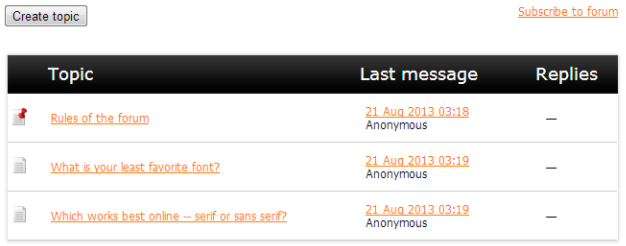 Create topic
Subscribe to forum
Topic Last message Replies
Rules of the forum 21 Aug 2013 03:18 —
Anonymous
What is your least favorite font? 21 Aug 2013 03:19 —
Anonymous
Which works best online -- serif or sans serif? 21 Aug 2013 03:19 —
Anonymous